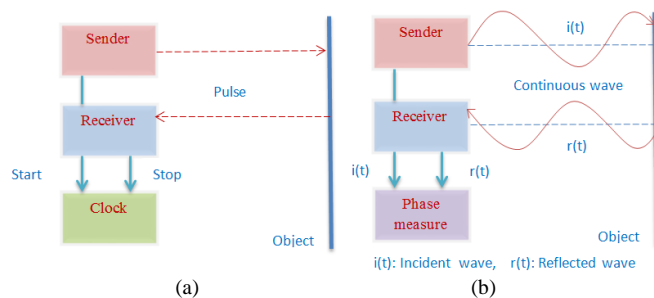 Sender
Pulse
Receiver
Start
Stop
Clock
Object
(a)
Sender
i(t)
Continuous wave
Receiver
r(t)
i(t)
r(t)
Phase
measure
Object
i(t): Incident wave, r(t): Reflected wave
(b)